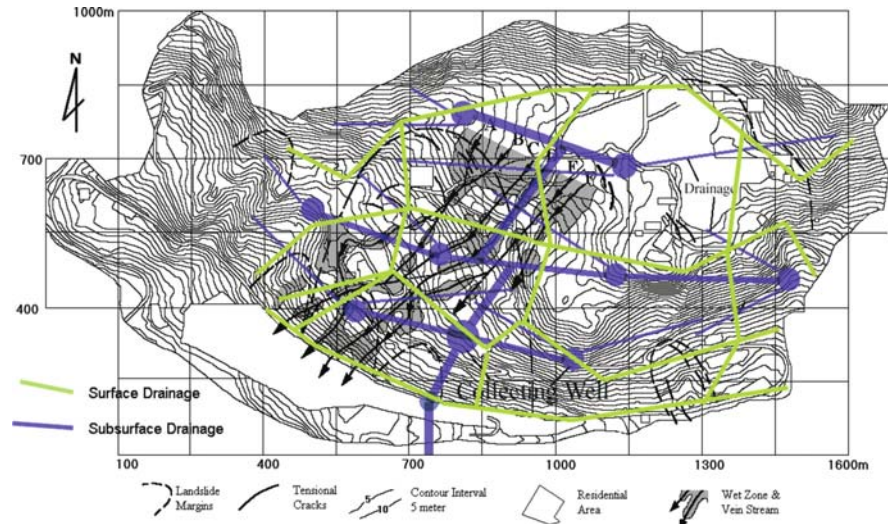 1000m
N
A
B
C
D
E
F
700
Drainage
400
Collecting Well
Surface Drainage
Subsurface Drainage
100 400 700 1000 1300 1600m
Landslide Margins
Tensional Cracks
5
10
Contour Interval 5 meter
Residential Area
Wet Zone & Vein Stream